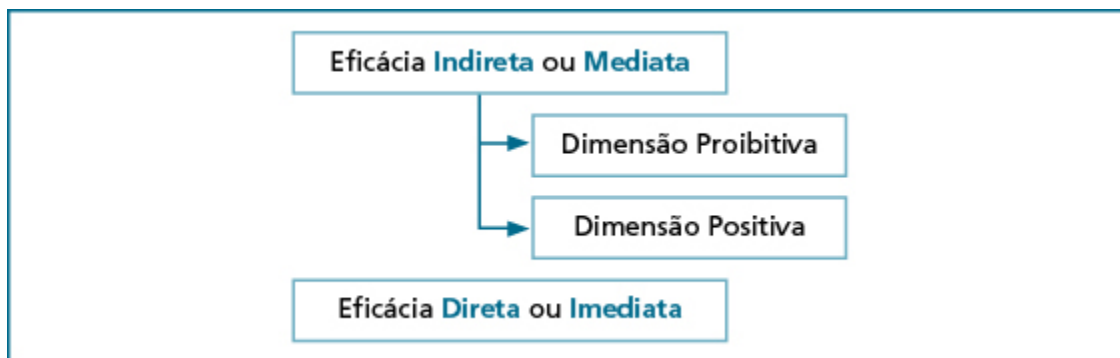 Eficácia Indireta ou Mediata
Dimensão Proibitiva
Dimensão Positiva
Eficácia Direta ou Imediata